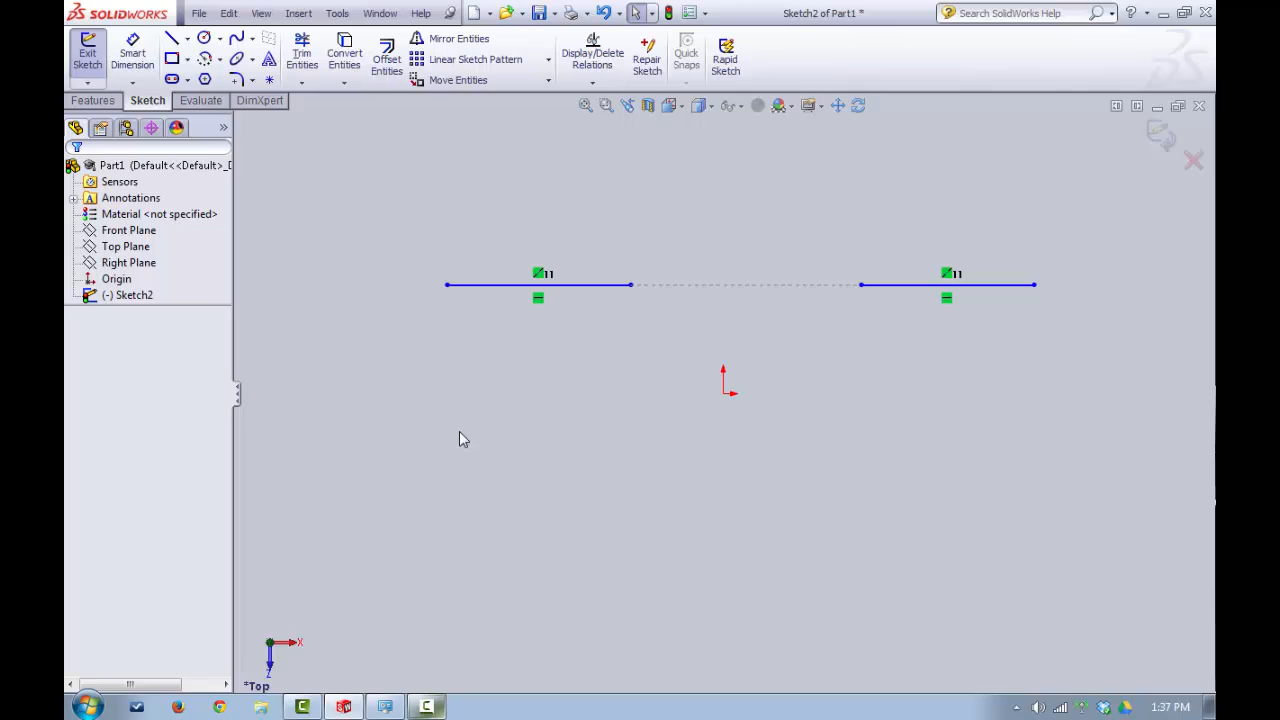 SOLIDWORKS File Edit View Insert Tools Window Help Sketch2 of Part1 * Search SolidWorks Help
Exit Sketch
Smart Dimension
Trim Entities
Convert Entities
Offset Entities
Mirror Entities
Linear Sketch Pattern
Move Entities
Display/Delete Relations
Repair Sketch
Quick Snaps
Rapid Sketch
Features Sketch Evaluate DimXpert
Part1 (Default<<Default>_D
Sensors
Annotations
Material <not specified>
Front Plane
Top Plane
Right Plane
Origin
(-) Sketch2
11 11
X
Z
*Top
1:37 PM